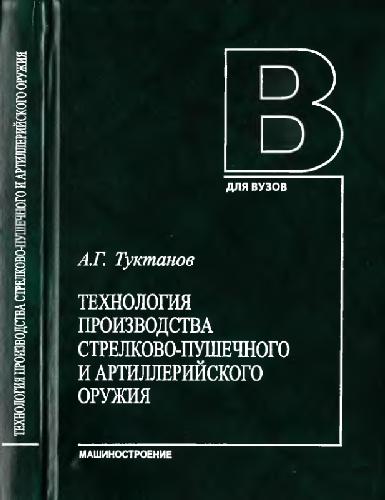 ТЕХНОЛОГИЯ ПРОИЗВОДСТВА СТРЕЛКОВО-ПУШЕЧНОГО И АРТИЛЛЕРИЙСКОГО ОРУЖИЯ
В
ДЛЯ ВУЗОВ
А.Г. Туктанов
ТЕХНОЛОГИЯ
ПРОИЗВОДСТВА
СТРЕЛКОВО-ПУШЕЧНОГО
И АРТИЛЛЕРИЙСКОГО
ОРУЖИЯ
МАШИНОСТРОЕНИЕ